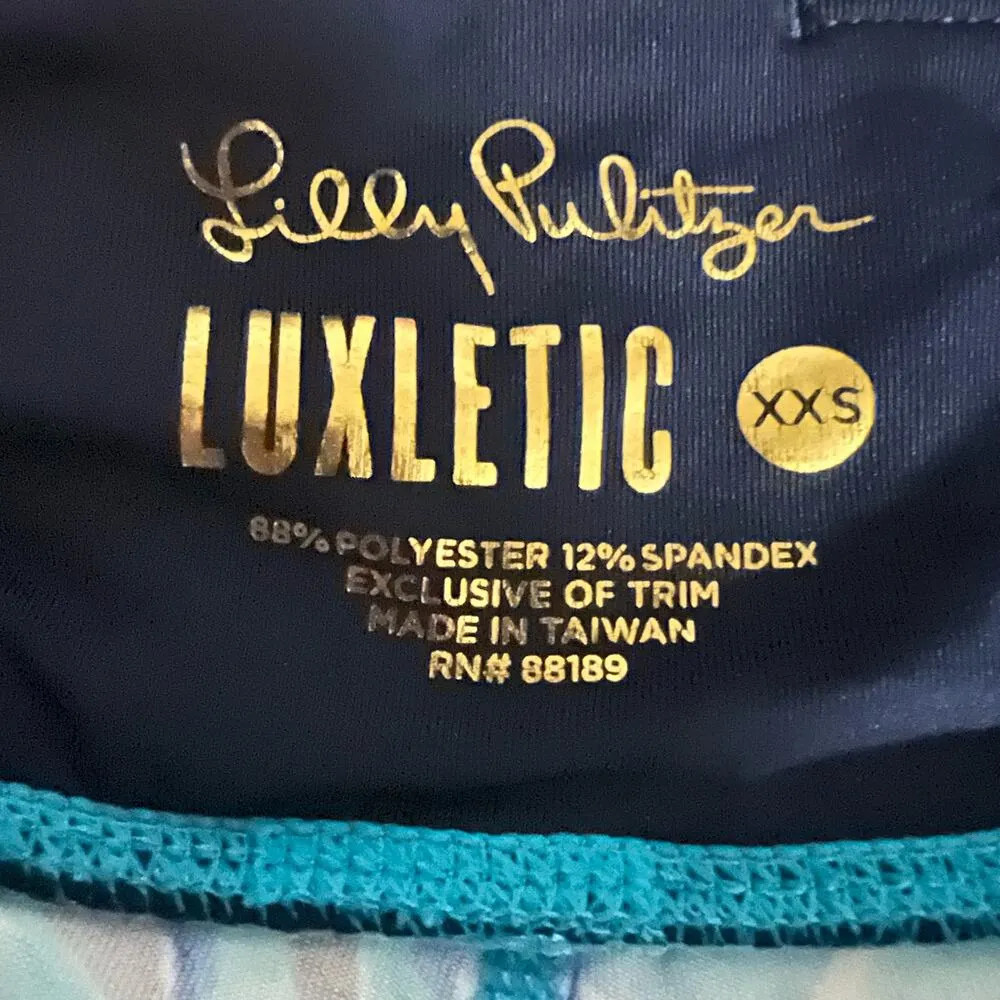 Lilly Pulitzer
LUXLETIC XXS
88% POLYESTER 12% SPANDEX
EXCLUSIVE OF TRIM
MADE IN TAIWAN
RN# 88189